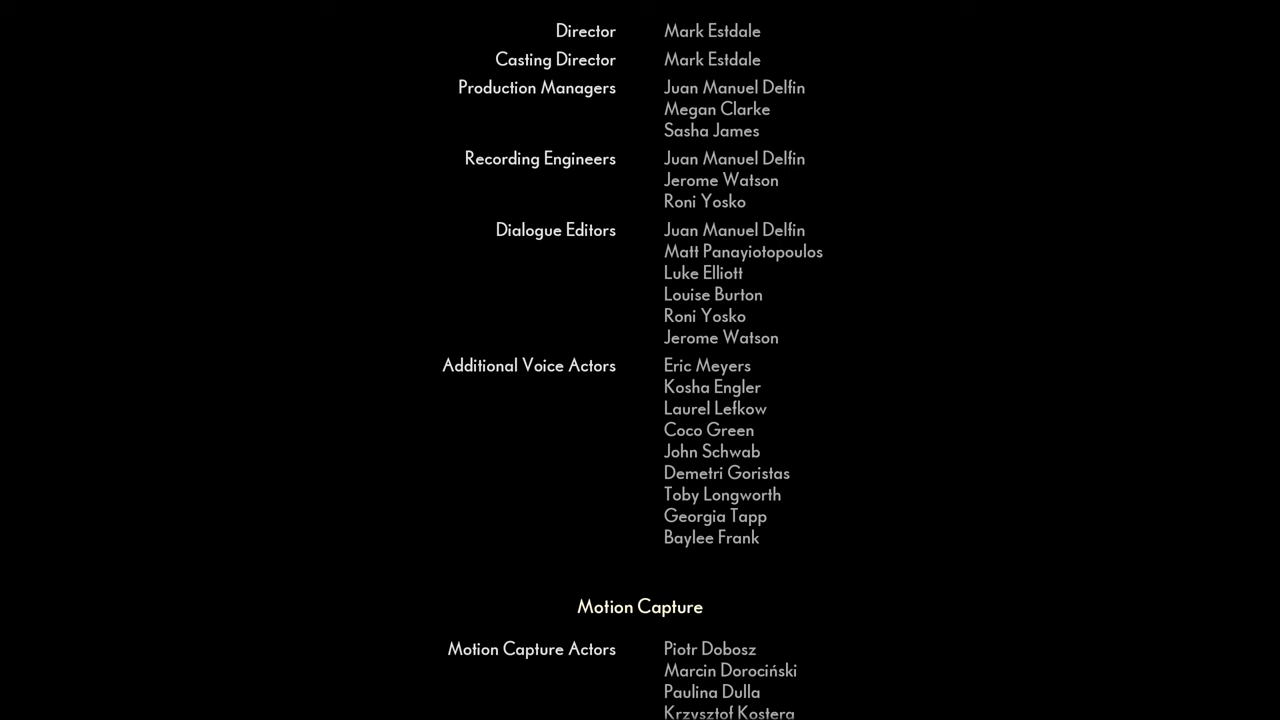 Director Mark Estdale
Casting Director Mark Estdale
Production Managers Juan Manuel Delfin
Megan Clarke
Sasha James
Recording Engineers Juan Manuel Delfin
Jerome Watson
Roni Yosko
Dialogue Editors Juan Manuel Delfin
Matt Panayiotopoulos
Luke Elliott
Louise Burton
Roni Yosko
Jerome Watson
Additional Voice Actors Eric Meyers
Kosha Engler
Laurel Lefkow
Coco Green
John Schwab
Demetri Goristas
Toby Longworth
Georgia Tapp
Baylee Frank
Motion Capture
Motion Capture Actors Piotr Dobosz
Marcin Dorociński
Paulina Dulla
Krzysztof Kostera